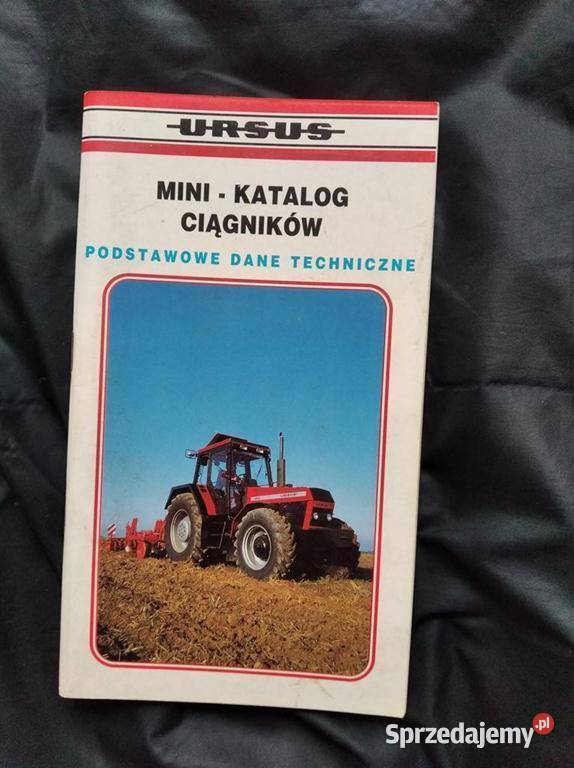 URSUS
MINI - KATALOG
CIĄGNIKÓW
PODSTAWOWE DANE TECHNICZNE
Sprzedajemy.pl